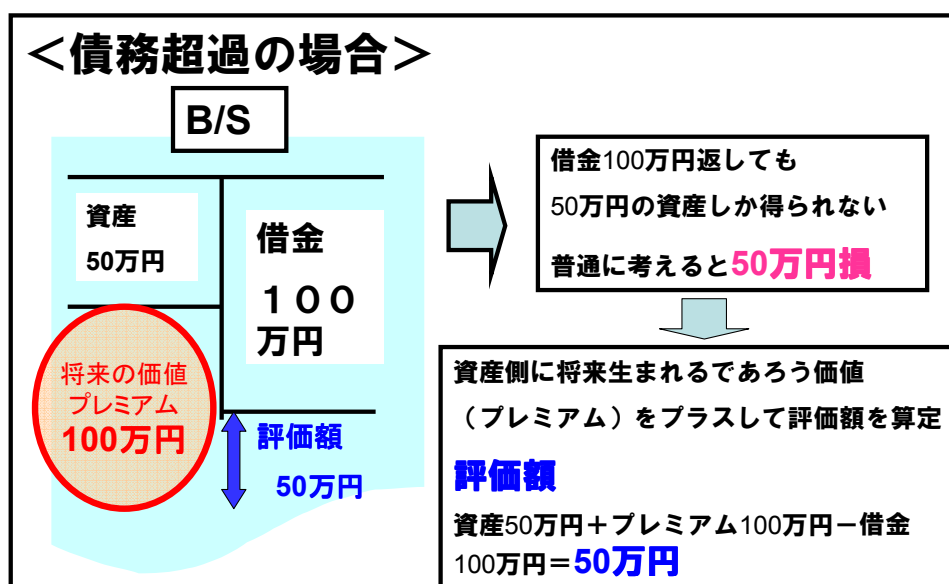 ＜債務超過の場合＞
B/S
資産
50万円
借金
１００
万円
将来の価値
プレミアム
100万円
評価額
50万円
借金100万円返しても
50万円の資産しか得られない
普通に考えると50万円損
資産側に将来生まれるであろう価値
（プレミアム）をプラスして評価額を算定
評価額
資産50万円＋プレミアム100万円－借金
100万円＝50万円